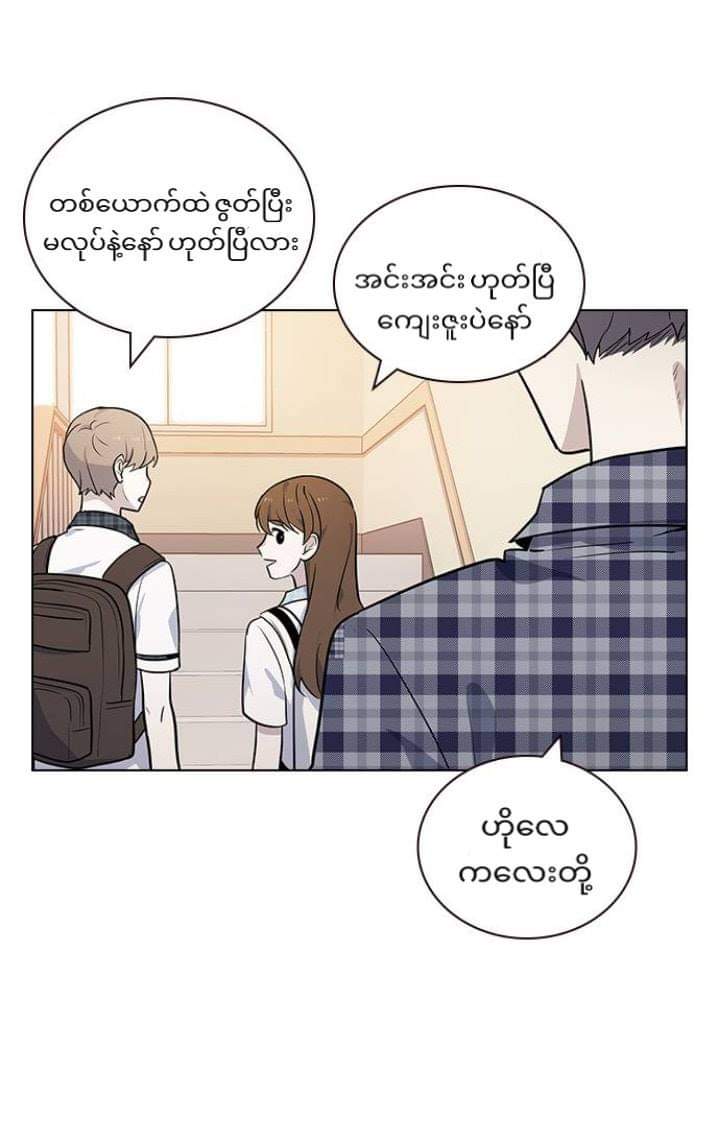 တစ်ယောက်ထဲ ဇွတ်ပြီး
မလုပ်နဲ့နော် ဟုတ်ပြီလား
အင်းအင်း ဟုတ်ပြီ
ကျေးဇူးပဲနော်
ဟိုလေ
ကလေးတို့